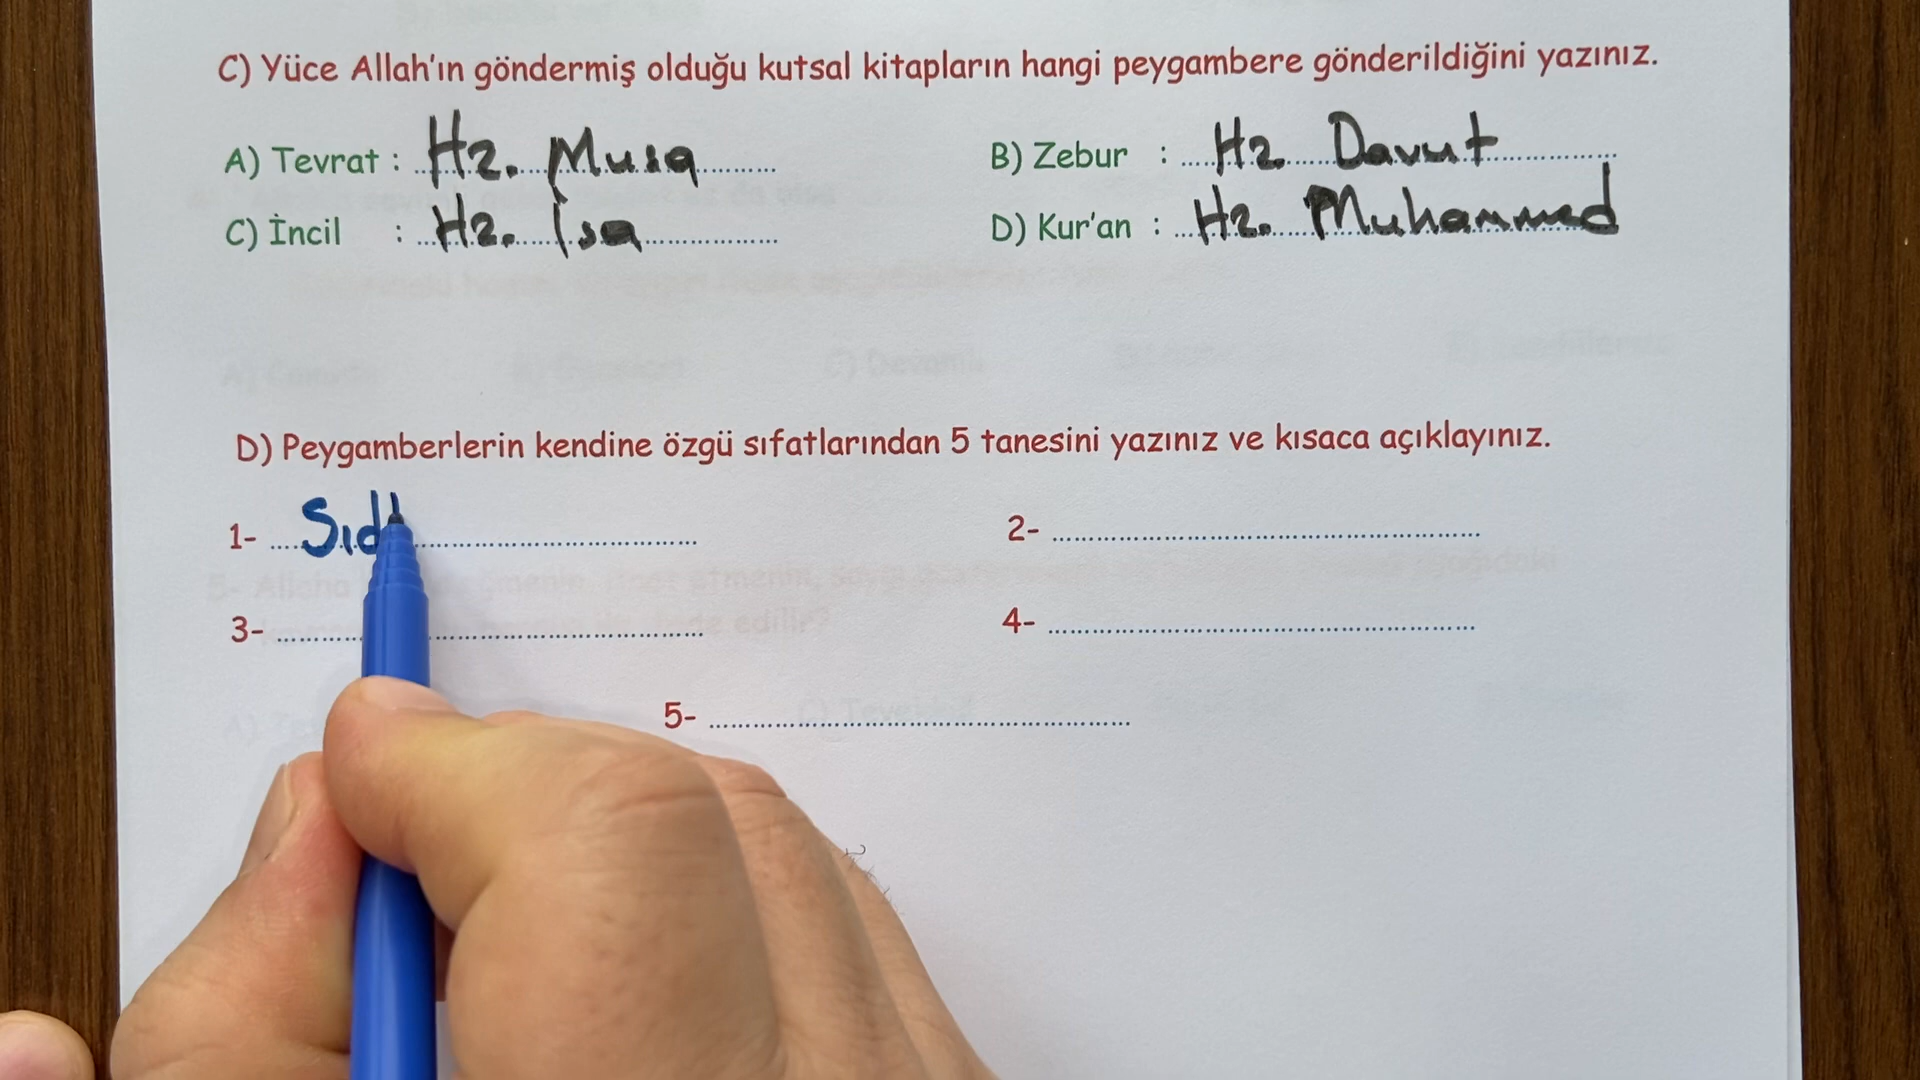 C) Yüce Allah'ın göndermiş olduğu kutsal kitapların hangi peygambere gönderildiğini yazınız.
A) Tevrat : Hz. Musa B) Zebur : Hz. Davut
C) İncil : Hz. İsa D) Kur'an : Hz. Muhammed
D) Peygamberlerin kendine özgü sıfatlarından 5 tanesini yazınız ve kısaca açıklayınız.
1- Sıd 2-
3- 4-
5-